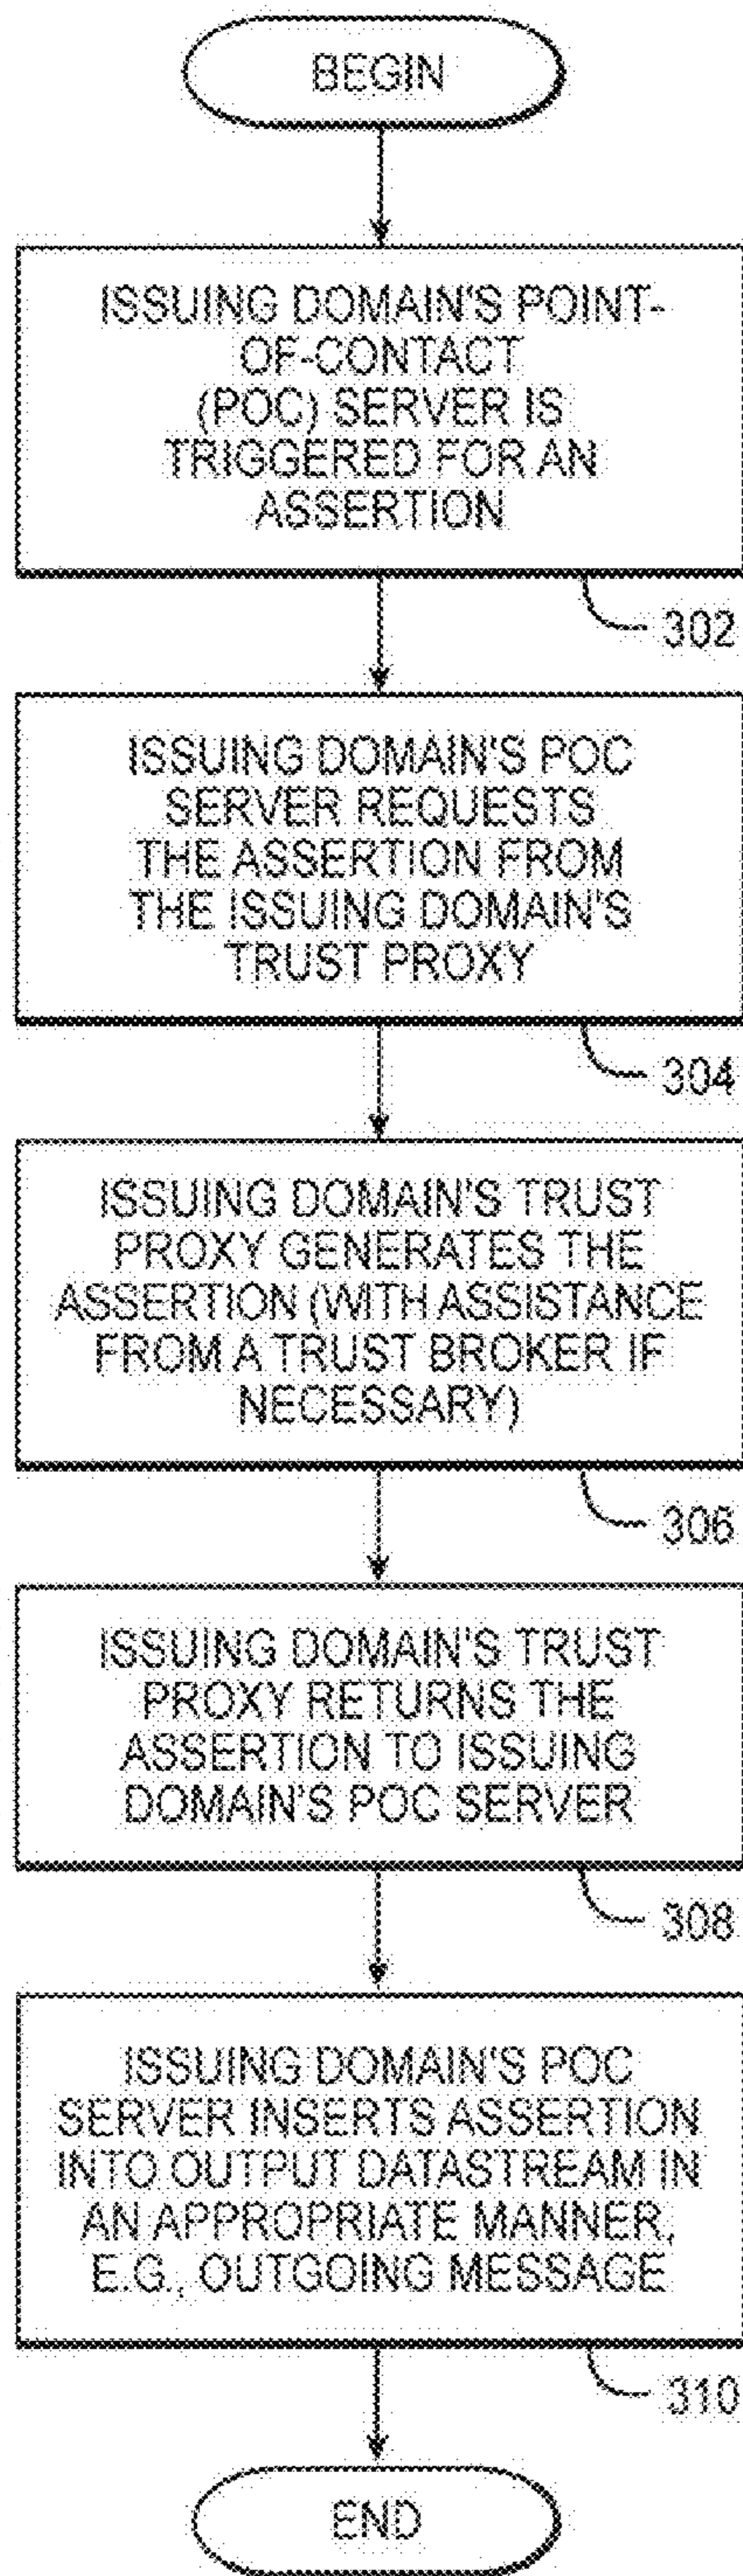 BEGIN
ISSUING DOMAIN'S POINT-
OF-CONTACT
(POC) SERVER IS
TRIGGERED FOR AN
ASSERTION
302
ISSUING DOMAIN'S POC
SERVER REQUESTS
THE ASSERTION FROM
THE ISSUING DOMAIN'S
TRUST PROXY
304
ISSUING DOMAIN'S TRUST
PROXY GENERATES THE
ASSERTION (WITH ASSISTANCE
FROM A TRUST BROKER IF
NECESSARY)
306
ISSUING DOMAIN'S TRUST
PROXY RETURNS THE
ASSERTION TO ISSUING
DOMAIN'S POC SERVER
308
ISSUING DOMAIN'S POC
SERVER INSERTS ASSERTION
INTO OUTPUT DATASTREAM IN
AN APPROPRIATE MANNER,
E.G., OUTGOING MESSAGE
310
END